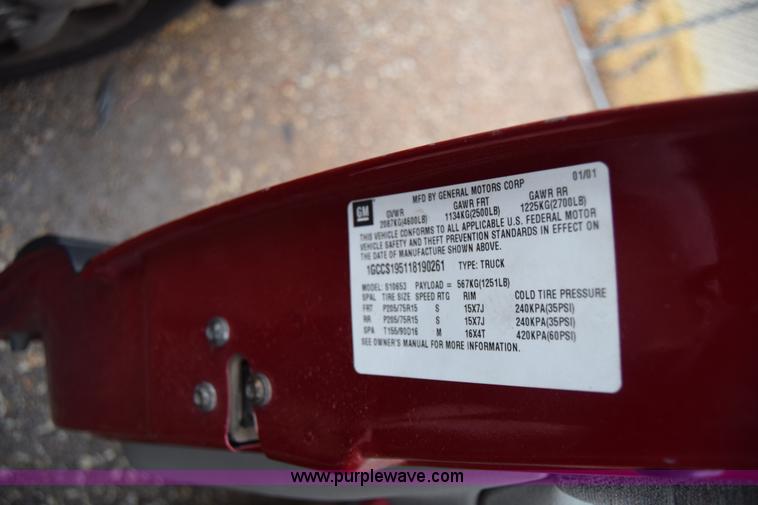 MFD BY GENERAL MOTORS CORP 01/01
GM
GVWR GAWR FRT GAWR RR
2087KG(4600LB) 1134KG(2500LB) 1225KG(2700LB)
THIS VEHICLE CONFORMS TO ALL APPLICABLE U.S. FEDERAL MOTOR
VEHICLE SAFETY AND THEFT PREVENTION STANDARDS IN EFFECT ON
THE DATE OF MANUFACTURE SHOWN ABOVE.
1GCCS195118190261 TYPE: TRUCK
MODEL: S10653 PAYLOAD = 567KG(1251LB)
SPAL TIRE SIZE SPEED RTG RIM COLD TIRE PRESSURE
FRT P205/75R15 S 15X7J 240KPA(35PSI)
RR P205/75R15 S 15X7J 240KPA(35PSI)
SPA T155/90D16 M 16X4T 420KPA(60PSI)
SEE OWNER'S MANUAL FOR MORE INFORMATION.
www.purplewave.com